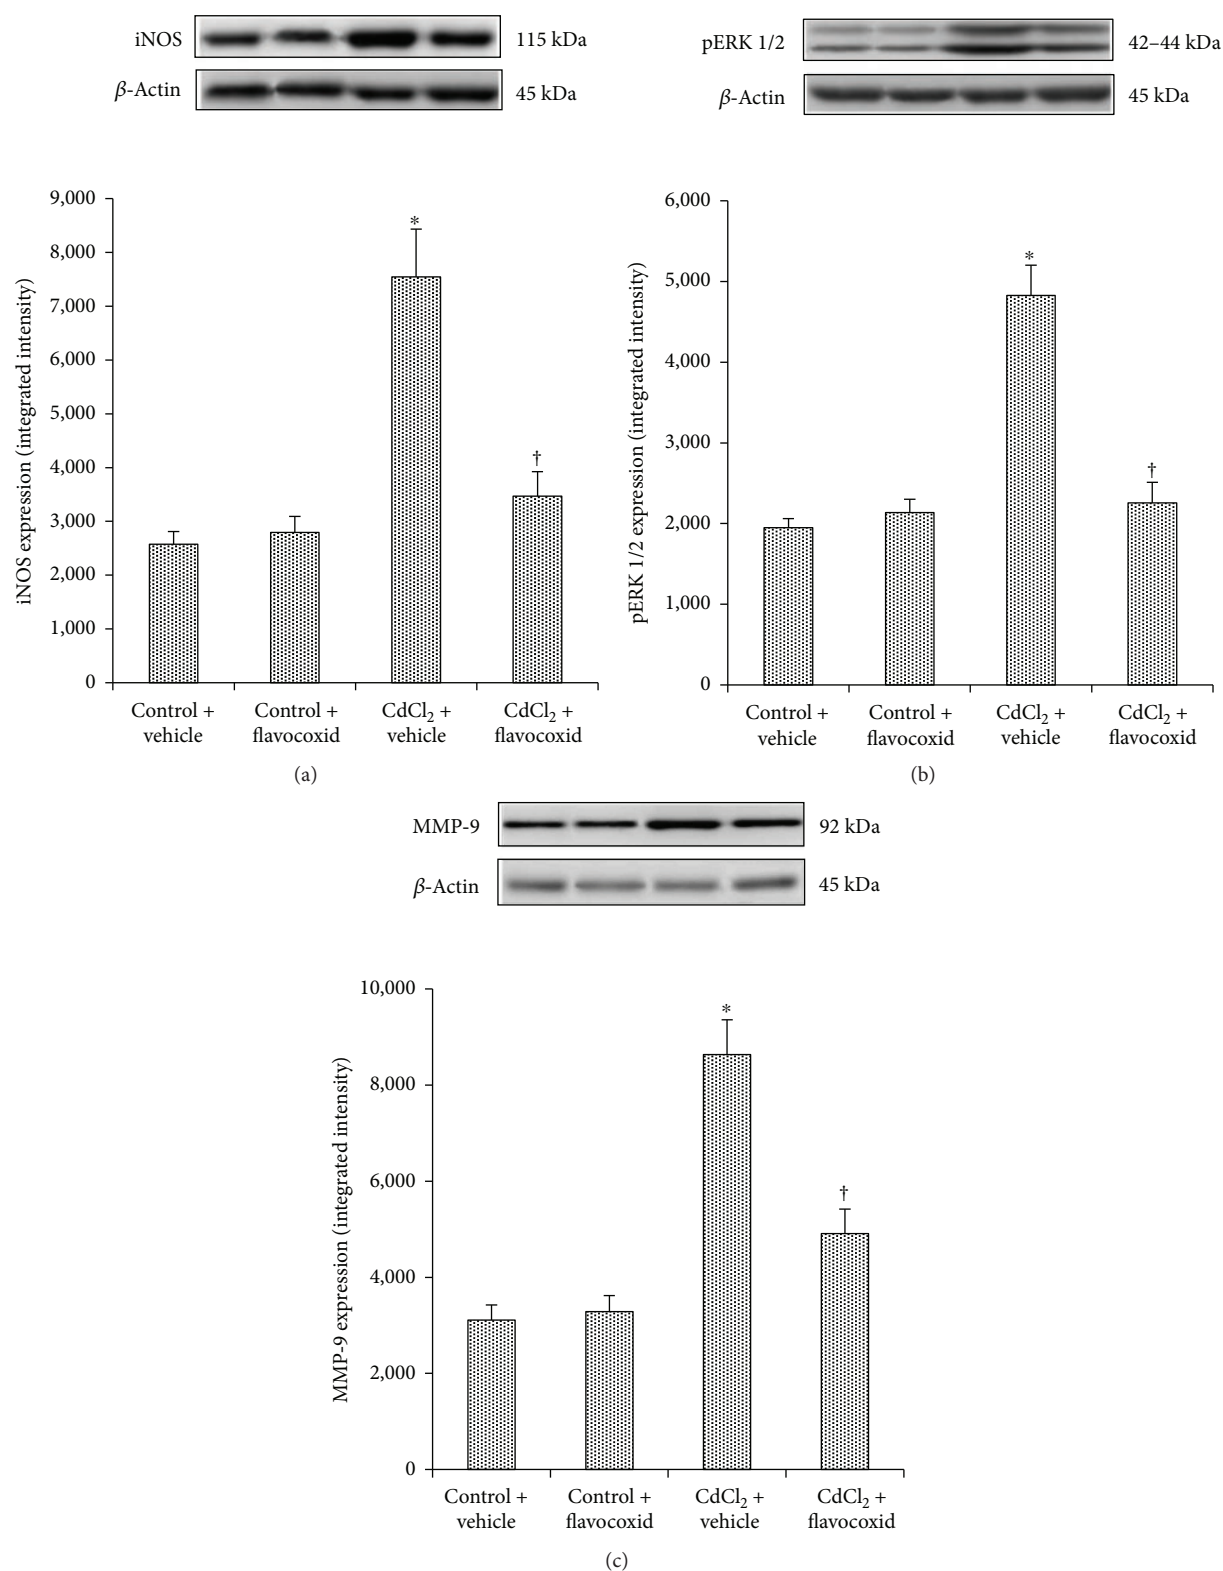 iNOS
115 kDa
β-Actin
45 kDa
9,000
8,000
7,000
6,000
5,000
4,000
3,000
2,000
1,000
0
iNOS expression (integrated intensity)
*
†
Control +
vehicle
Control +
flavocoxid
CdCl₂ +
vehicle
CdCl₂ +
flavocoxid
(a)
pERK 1/2
42–44 kDa
β-Actin
45 kDa
6,000
5,000
4,000
3,000
2,000
1,000
0
pERK 1/2 expression (integrated intensity)
*
†
Control +
vehicle
Control +
flavocoxid
CdCl₂ +
vehicle
CdCl₂ +
flavocoxid
(b)
MMP-9
92 kDa
β-Actin
45 kDa
10,000
8,000
6,000
4,000
2,000
0
MMP-9 expression (integrated intensity)
*
†
Control +
vehicle
Control +
flavocoxid
CdCl₂ +
vehicle
CdCl₂ +
flavocoxid
(c)